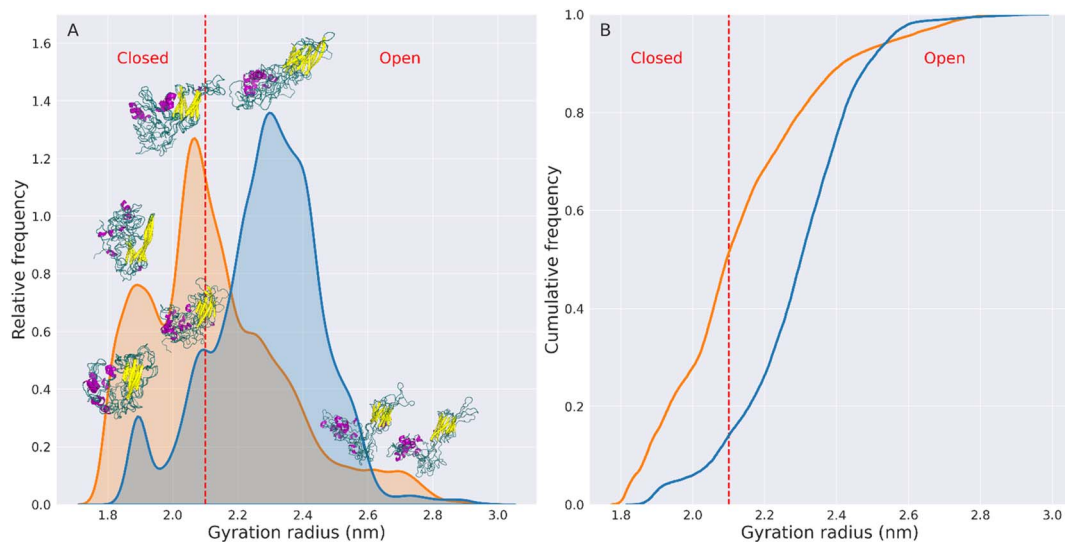 A
Closed
Open
1.6
1.4
1.2
1.0
0.8
0.6
0.4
0.2
0.0
Relative frequency
1.8 2.0 2.2 2.4 2.6 2.8 3.0
Gyration radius (nm)
B
Closed
Open
1.0
0.8
0.6
0.4
0.2
0.0
Cumulative frequency
1.8 2.0 2.2 2.4 2.6 2.8 3.0
Gyration radius (nm)